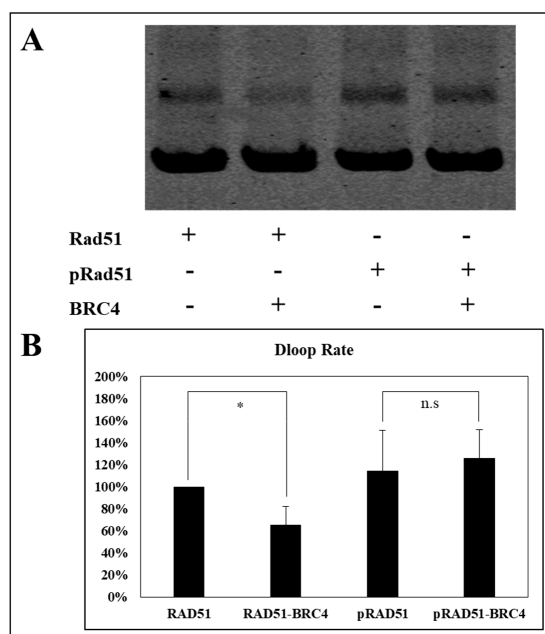 A
Rad51 + + - -
pRad51 - - + +
BRC4 - + - +
B
Dloop Rate
200%
180%
160%
140%
120%
100%
80%
60%
40%
20%
0%
*
n.s
RAD51 RAD51-BRC4 pRAD51 pRAD51-BRC4